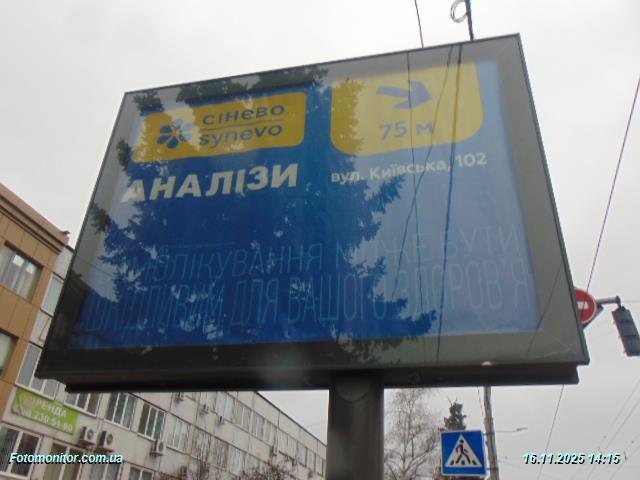 сінево
synevo
75 м
АНАЛІЗИ
вул. Київська, 102
САМОЛІКУВАННЯ МОЖЕ БУТИ
ШКІДЛИВИМ ДЛЯ ВАШОГО ЗДОРОВ'Я
ОРЕНДА
Fotomonitor.com.ua
16.11.2025 14:15